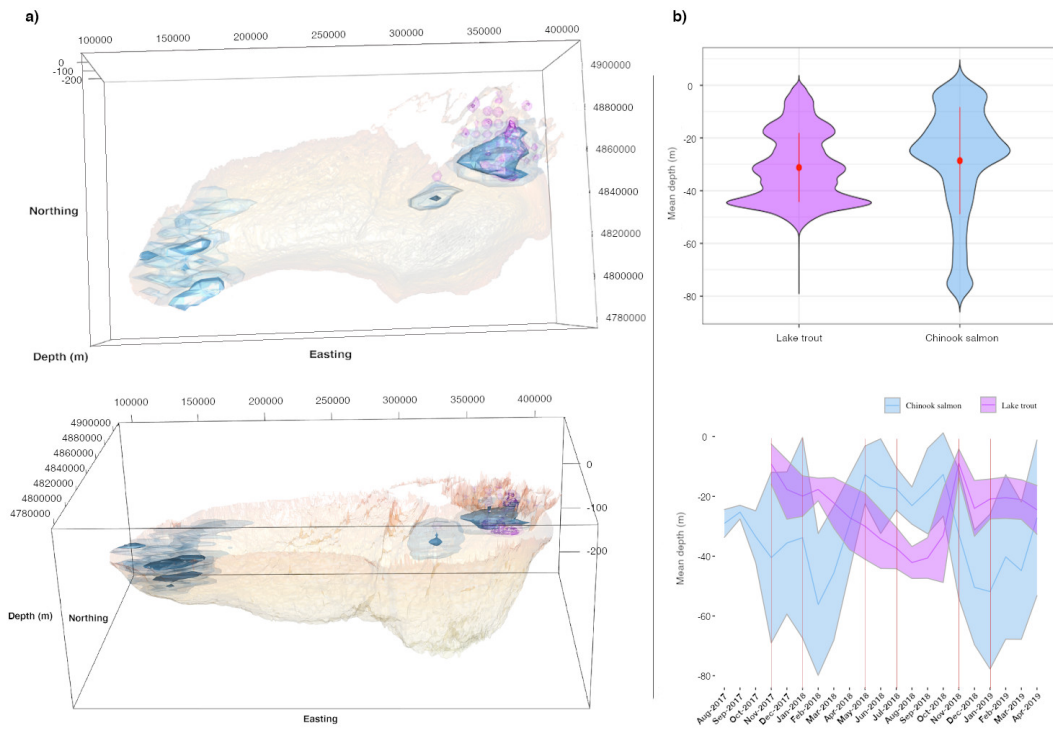 a)
100000 150000 200000 250000 300000 350000 400000
0
-100
-200
4900000
4880000
4860000
4840000
4820000
4800000
4780000
Northing
Depth (m)
Easting
100000 150000 200000 250000 300000 350000 400000
4900000
4880000
4860000
4840000
4820000
4800000
4780000
0
-100
-200
Depth (m) Northing
Easting
b)
Mean depth (m)
0
-20
-40
-60
-80
Lake trout Chinook salmon
Chinook salmon Lake trout
Mean depth (m)
0
-20
-40
-60
-80
Aug-2017 Sep-2017 Oct-2017 Nov-2017 Dec-2017 Jan-2018 Feb-2018 Mar-2018 Apr-2018 May-2018 Jun-2018 Jul-2018 Aug-2018 Sep-2018 Oct-2018 Nov-2018 Dec-2018 Jan-2019 Feb-2019 Mar-2019 Apr-2019